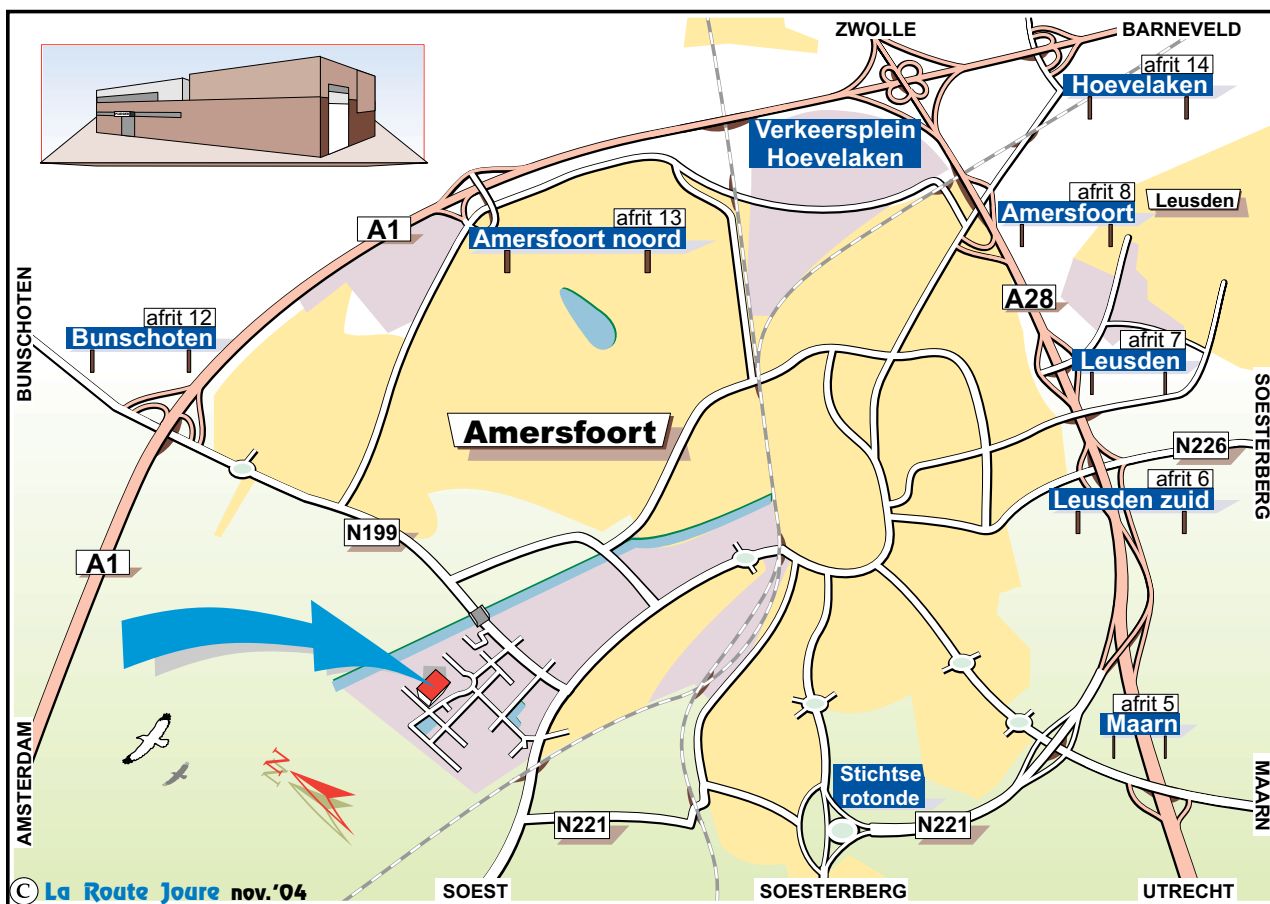 ZWOLLE
BARNEVELD
afrit 14
Hoevelaken
Verkeersplein
Hoevelaken
afrit 8
Amersfoort
Leusden
A1
afrit 13
Amersfoort noord
BUNSCHOTEN
afrit 12
Bunschoten
A28
afrit 7
Leusden
SOESTERBERG
Amersfoort
N226
afrit 6
Leusden zuid
N199
A1
afrit 5
Maarn
AMSTERDAM
N
N
Stichtse
rotonde
MAARN
N221
N221
© La Route Joure nov.'04
SOEST
SOESTERBERG
UTRECHT